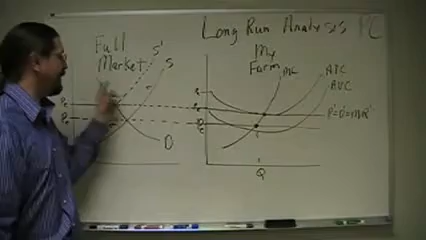 Long Run Analysis PC
Full
Market
My
Farm
S'
S
MC
ATC
AVC
P'=D'=MR'
D
Q